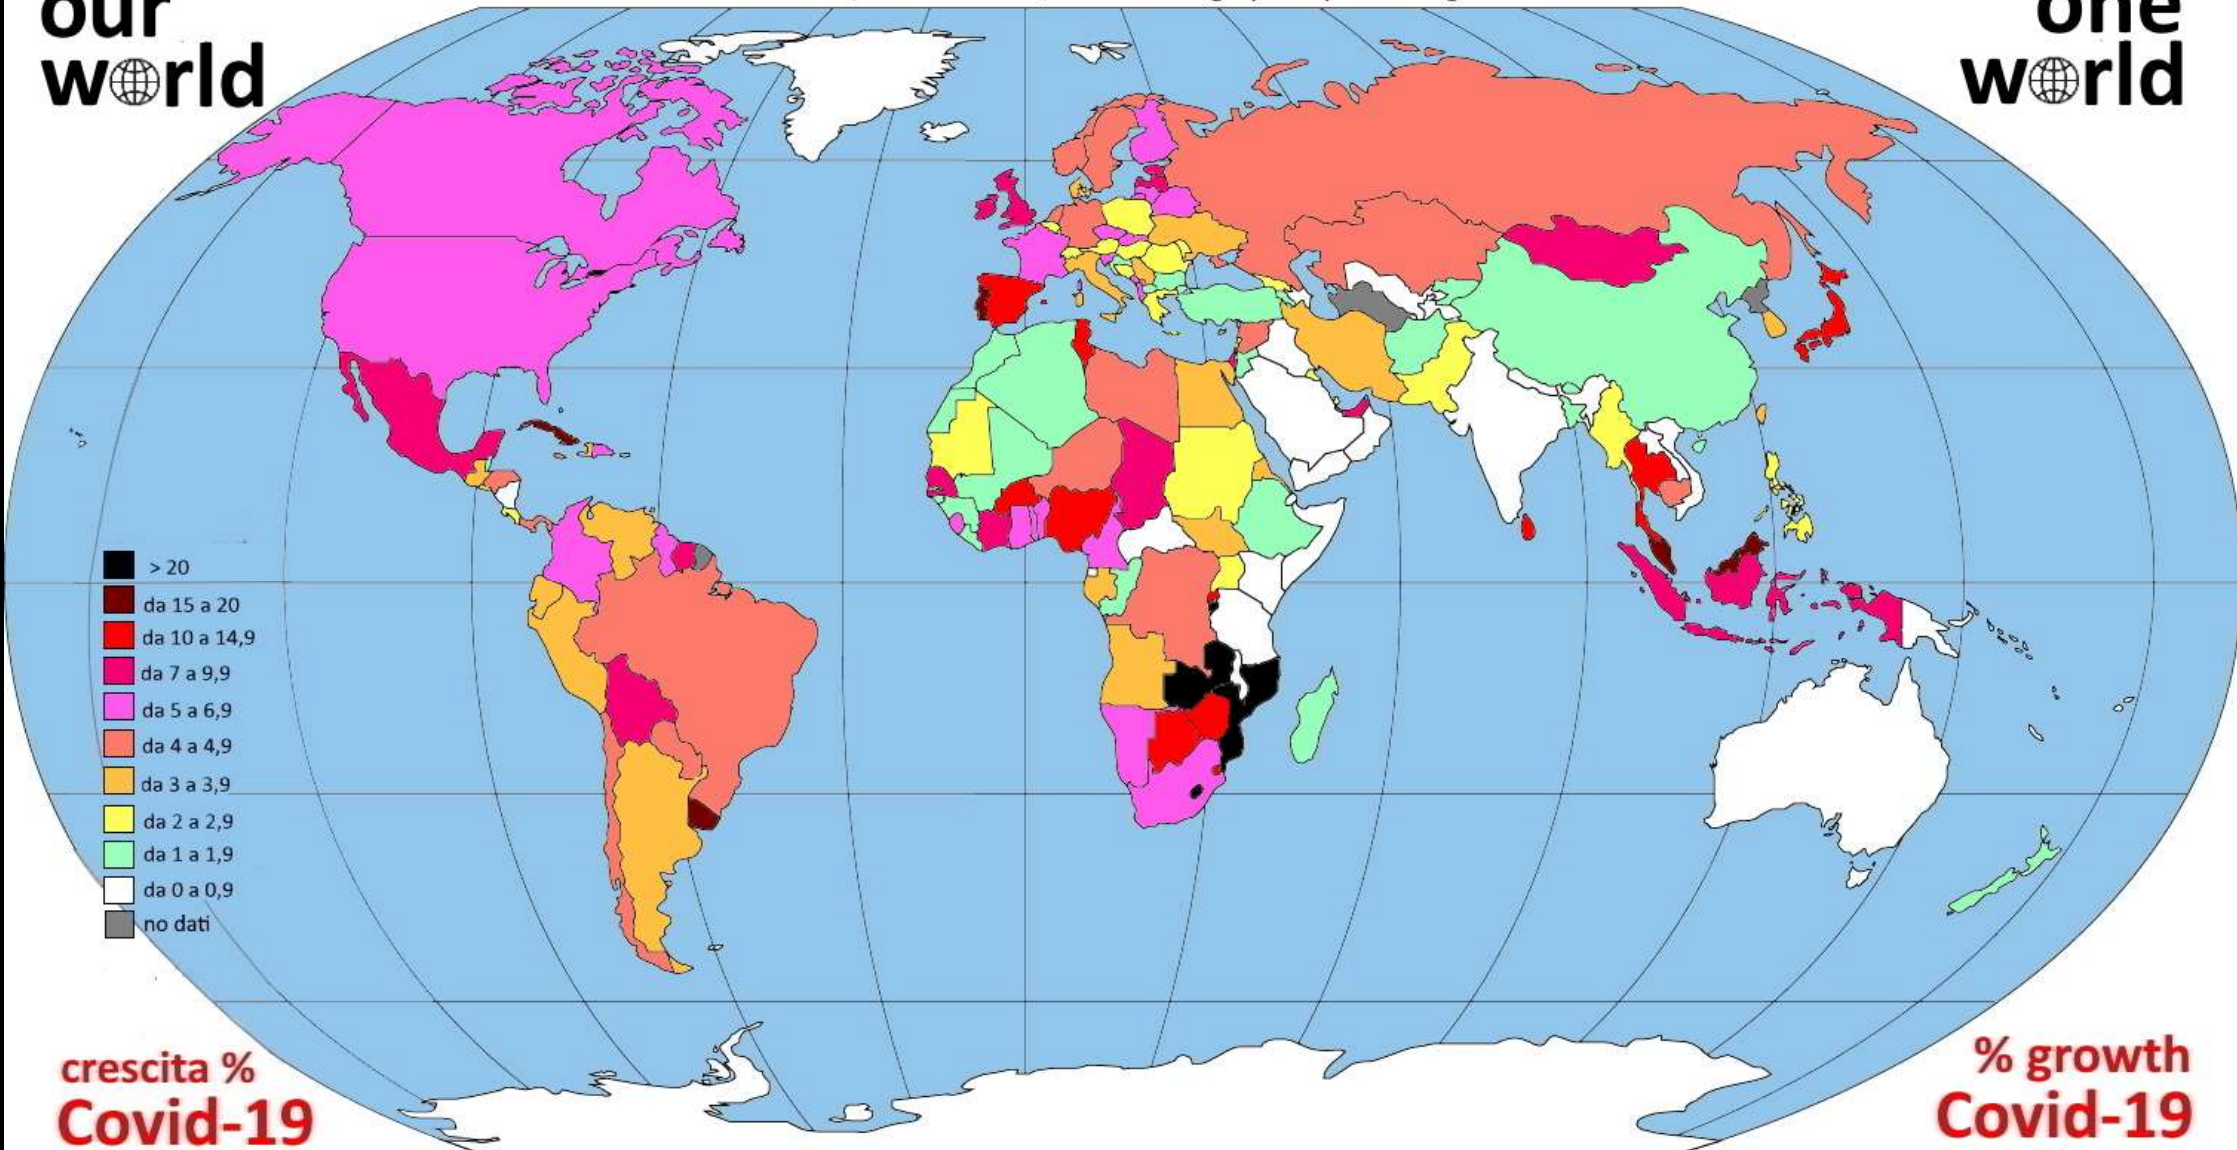 our
world
one
world
> 20
da 15 a 20
da 10 a 14,9
da 7 a 9,9
da 5 a 6,9
da 4 a 4,9
da 3 a 3,9
da 2 a 2,9
da 1 a 1,9
da 0 a 0,9
no dati
crescita %
Covid-19
% growth
Covid-19